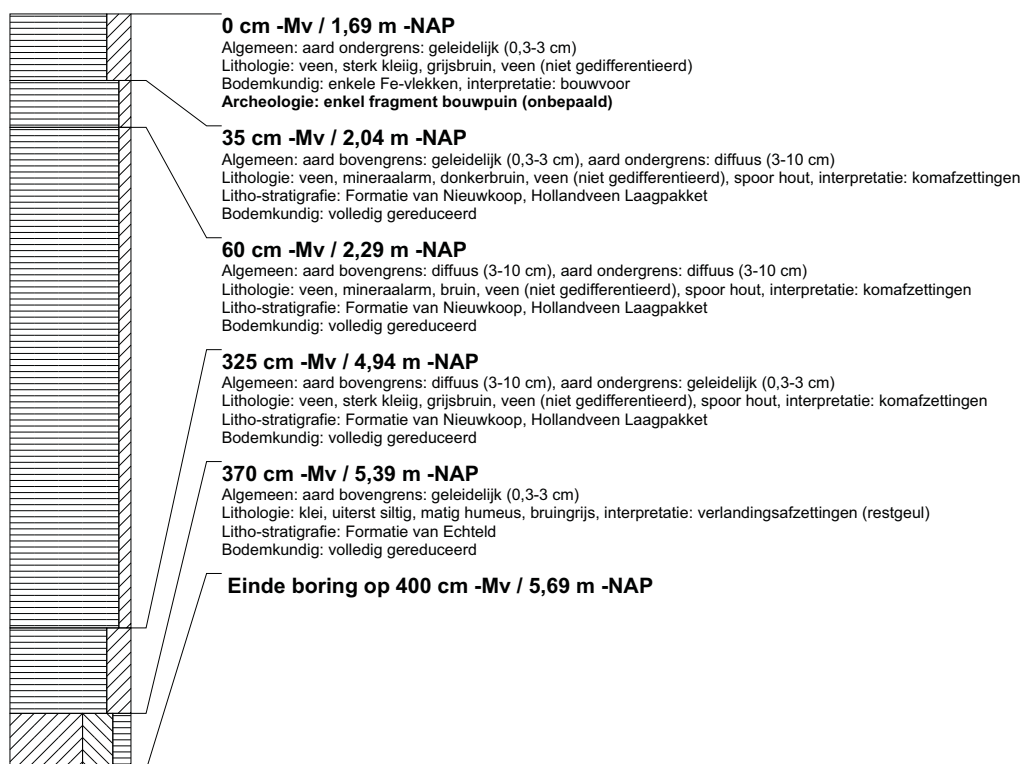 0 cm -Mv / 1,69 m -NAP
Algemeen: aard ondergrens: geleidelijk (0,3-3 cm)
Lithologie: veen, sterk kleiig, grijsbruin, veen (niet gedifferentieerd)
Bodemkundig: enkele Fe-vlekken, interpretatie: bouwvoor
Archeologie: enkel fragment bouwpuin (onbepaald)
35 cm -Mv / 2,04 m -NAP
Algemeen: aard bovengrens: geleidelijk (0,3-3 cm), aard ondergrens: diffuus (3-10 cm)
Lithologie: veen, mineraalarm, donkerbruin, veen (niet gedifferentieerd), spoor hout, interpretatie: komafzettingen
Litho-stratigrafie: Formatie van Nieuwkoop, Hollandveen Laagpakket
Bodemkundig: volledig gereduceerd
60 cm -Mv / 2,29 m -NAP
Algemeen: aard bovengrens: diffuus (3-10 cm), aard ondergrens: diffuus (3-10 cm)
Lithologie: veen, mineraalarm, bruin, veen (niet gedifferentieerd), spoor hout, interpretatie: komafzettingen
Litho-stratigrafie: Formatie van Nieuwkoop, Hollandveen Laagpakket
Bodemkundig: volledig gereduceerd
325 cm -Mv / 4,94 m -NAP
Algemeen: aard bovengrens: diffuus (3-10 cm), aard ondergrens: geleidelijk (0,3-3 cm)
Lithologie: veen, sterk kleiig, grijsbruin, veen (niet gedifferentieerd), spoor hout, interpretatie: komafzettingen
Litho-stratigrafie: Formatie van Nieuwkoop, Hollandveen Laagpakket
Bodemkundig: volledig gereduceerd
370 cm -Mv / 5,39 m -NAP
Algemeen: aard bovengrens: geleidelijk (0,3-3 cm)
Lithologie: klei, uiterst siltig, matig humeus, bruingrijs, interpretatie: verlandingsafzettingen (restgeul)
Litho-stratigrafie: Formatie van Echteld
Bodemkundig: volledig gereduceerd
Einde boring op 400 cm -Mv / 5,69 m -NAP